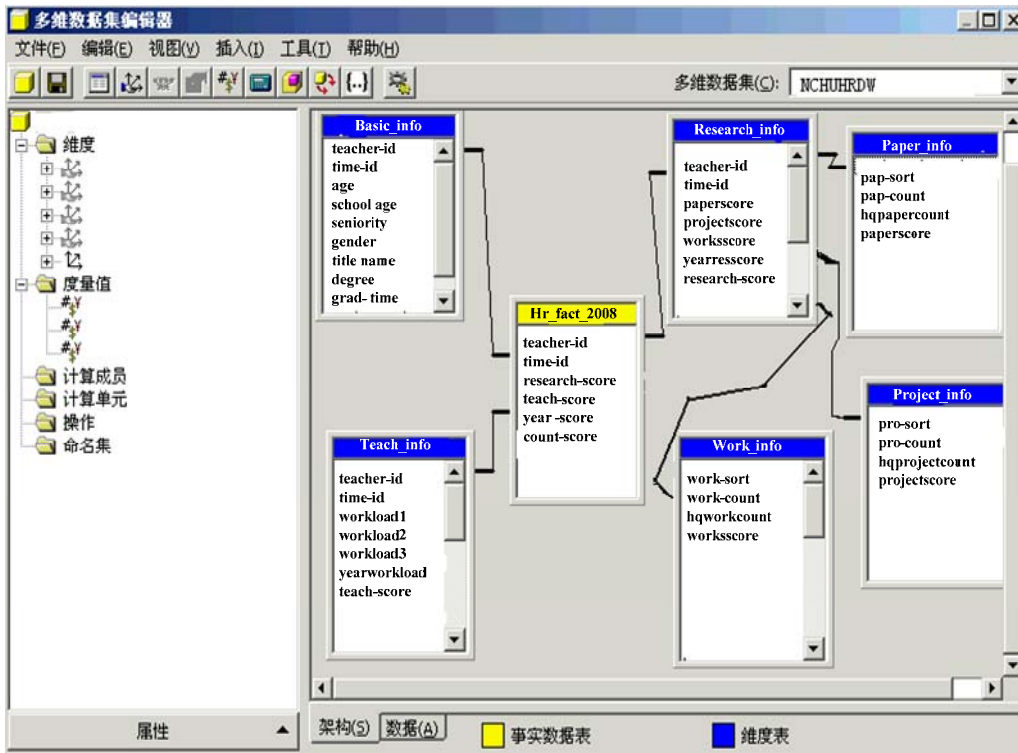 多维数据集编辑器
文件(F) 编辑(E) 视图(V) 插入(I) 工具(T) 帮助(H)
多维数据集(C): NCHUHRDW
维度
度量值
计算成员
计算单元
操作
命名集
属性
Basic_info
teacher-id
time-id
age
school age
seniority
gender
title name
degree
grad- time
Teach_info
teacher-id
time-id
workload1
workload2
workload3
yearworkload
teach-score
Hr_fact_2008
teacher-id
time-id
research-score
teach-score
year -score
count-score
Research_info
teacher-id
time-id
paperscore
projectscore
worksscore
yearresscore
research-score
Work_info
work-sort
work-count
hqworkcount
worksscore
Paper_info
pap-sort
pap-count
hqpapercount
paperscore
Project_info
pro-sort
pro-count
hqprojectcount
projectscore
架构(S) 数据(A)
事实数据表 维度表